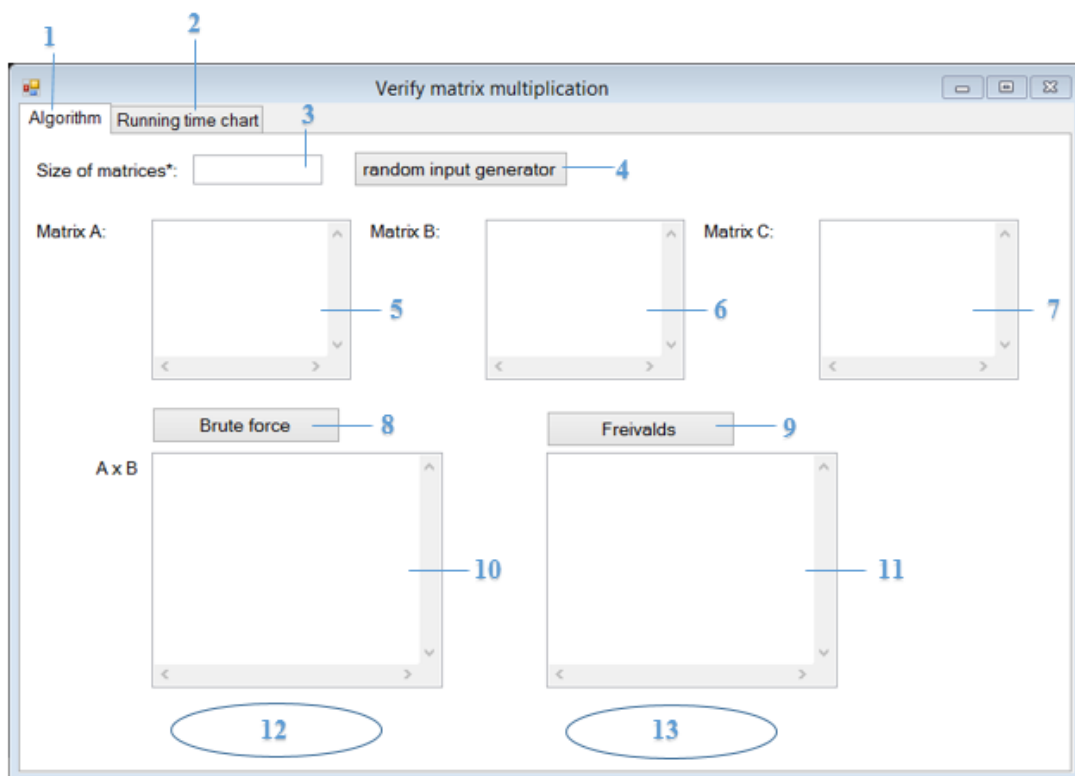 1
2
Verify matrix multiplication
Algorithm
Running time chart
3
Size of matrices*:
random input generator
4
Matrix A:
Matrix B:
Matrix C:
5
6
7
Brute force
8
Freivalds
9
A x B
10
11
12
13